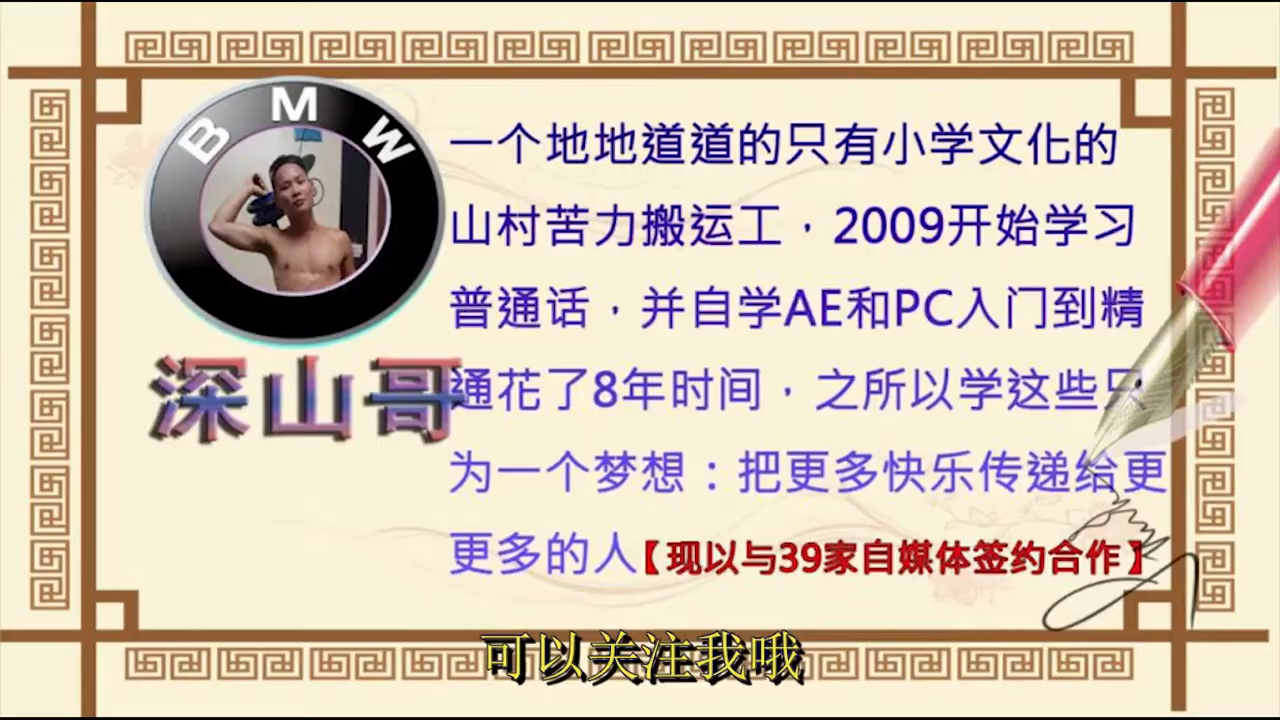 BMW
深山哥
一个地地道道的只有小学文化的
山村苦力搬运工，2009开始学习
普通话，并自学AE和PC入门到精
通花了8年时间，之所以学这些只
为一个梦想：把更多快乐传递给更
更多的人【现以与39家自媒体签约合作】
可以关注我哦